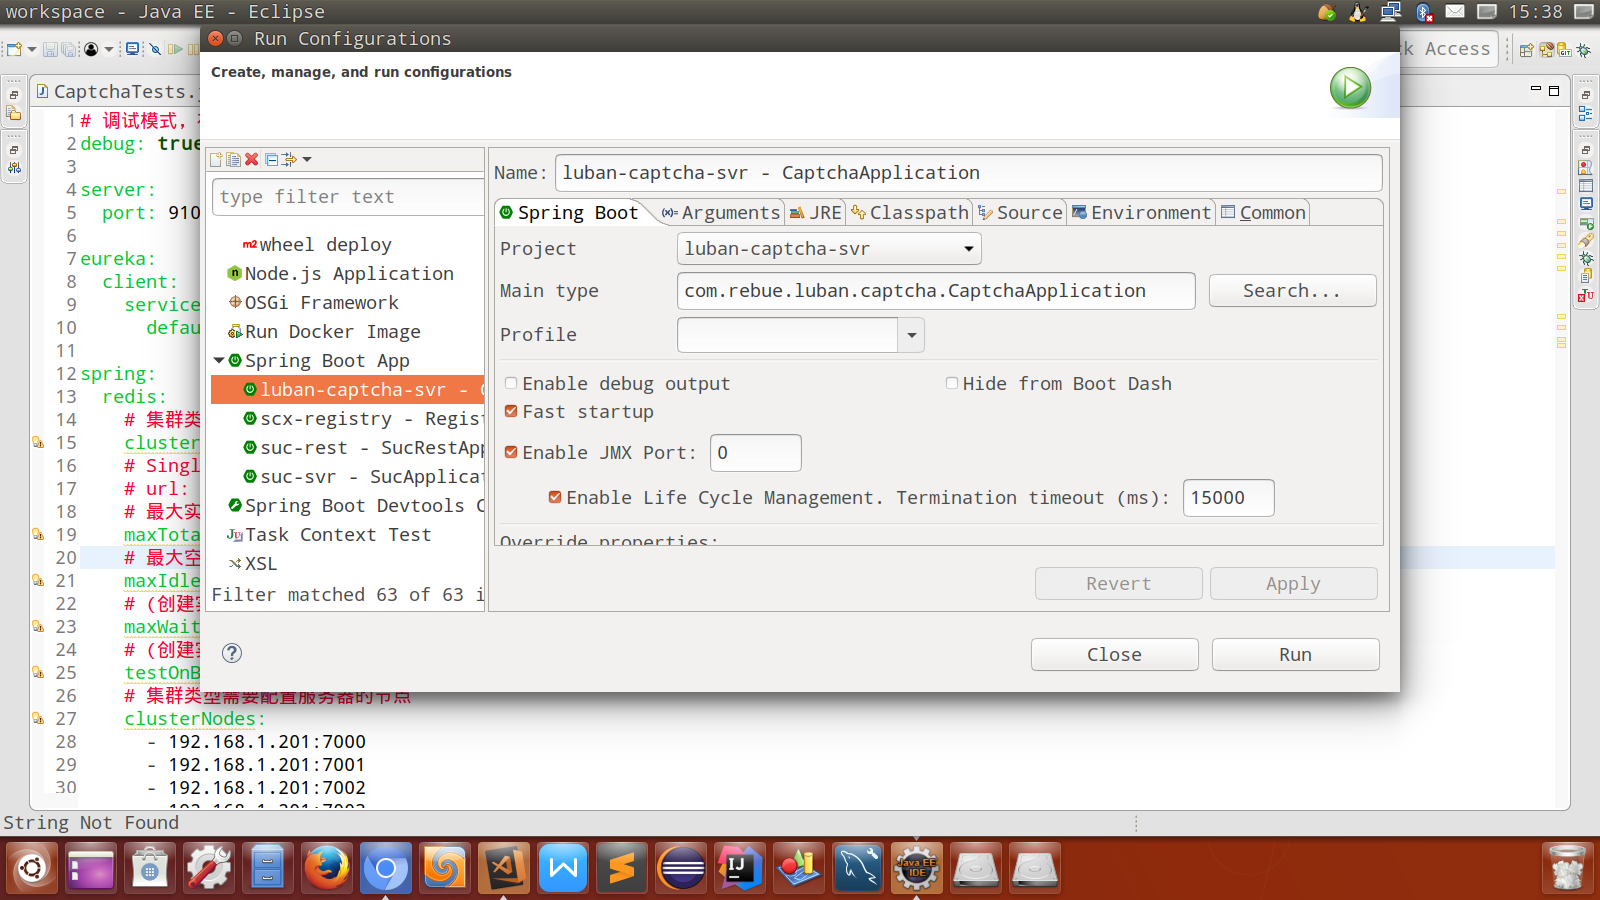 workspace - Java EE - Eclipse
15:38
Run Configurations
Access
Create, manage, and run configurations
CaptchaTests.
1 # 调试模式,
2 debug: true
3
4 server:
5 port: 910
6
7 eureka:
8 client:
9 service
10 defau
11
12 spring:
13 redis:
14 # 集群类
15 cluster
16 # Singl
17 # url:
18 # 最大实
19 maxTota
20 # 最大空
21 maxIdle
22 # (创建实
23 maxWait
24 # (创建实
25 testOnB
26 # 集群类型需要配置服务器的节点
27 clusterNodes:
28 - 192.168.1.201:7000
29 - 192.168.1.201:7001
30 - 192.168.1.201:7002
type filter text
m2 wheel deploy
Node.js Application
OSGi Framework
Run Docker Image
Spring Boot App
luban-captcha-svr -
scx-registry - Regist
suc-rest - SucRestApp
suc-svr - SucApplicat
Spring Boot Devtools C
Task Context Test
XSL
Filter matched 63 of 63 i
Name: luban-captcha-svr - CaptchaApplication
Spring Boot
(x)= Arguments
JRE
Classpath
Source
Environment
Common
Project luban-captcha-svr
Main type com.rebue.luban.captcha.CaptchaApplication Search...
Profile
Enable debug output
Hide from Boot Dash
Fast startup
Enable JMX Port: 0
Enable Life Cycle Management. Termination timeout (ms): 15000
Override properties:
Revert
Apply
Close
Run
String Not Found
Java EE
IDE